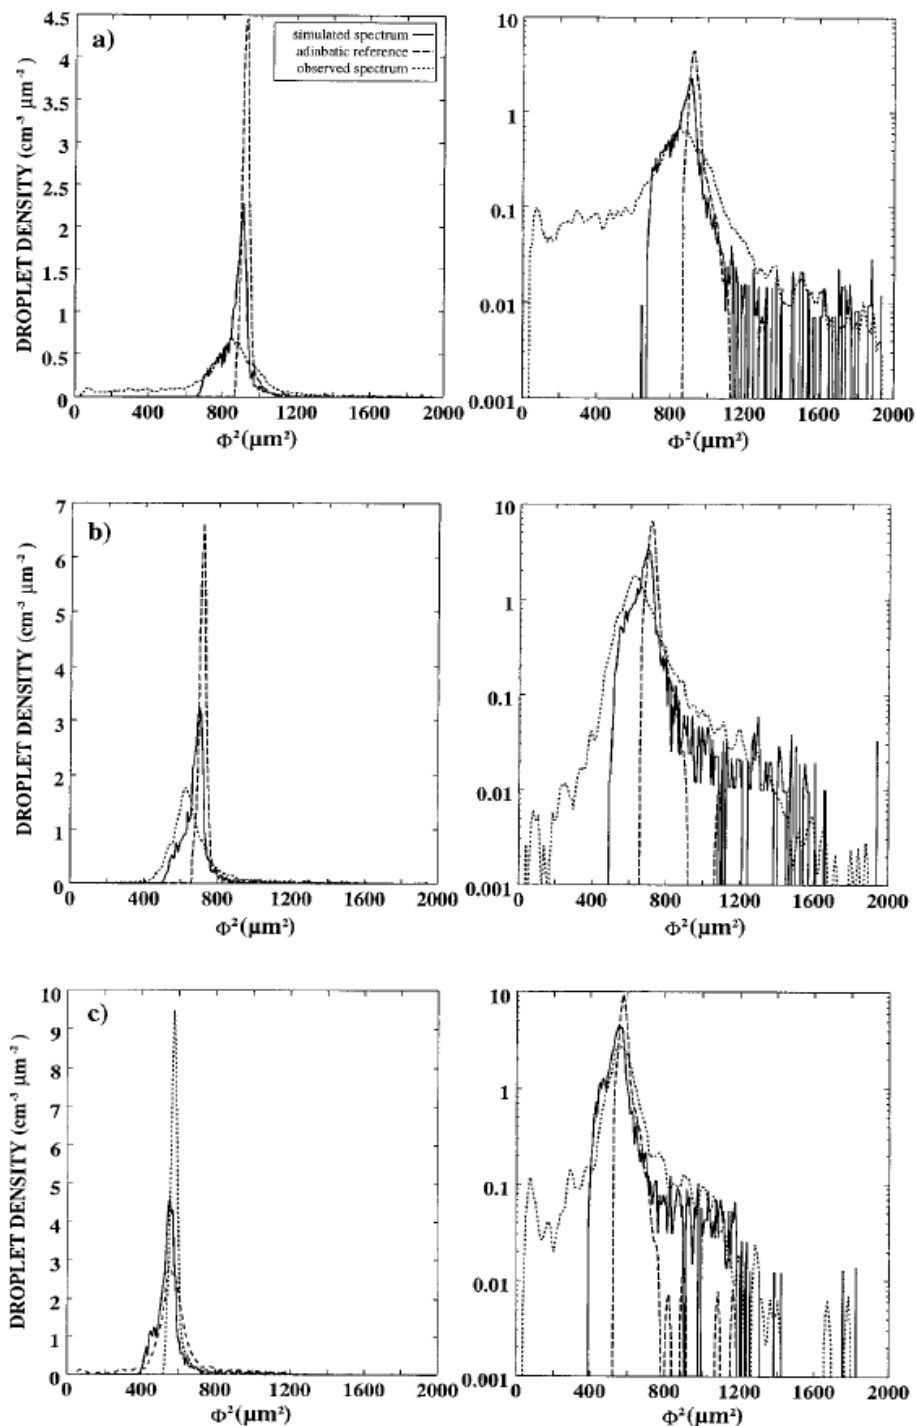 a)
simulated spectrum
adiabatic reference
observed spectrum
DROPLET DENSITY (cm⁻³ μm⁻²)
4.5
4
3.5
3
2.5
2
1.5
1
0.5
0
0 400 800 1200 1600 2000
Φ²(μm²)
10
1
0.1
0.01
0.001
0 400 800 1200 1600 2000
Φ²(μm²)
b)
DROPLET DENSITY (cm⁻³ μm⁻² )
7
6
5
4
3
2
1
0
0 400 800 1200 1600 2000
Φ²(μm²)
10
1
0.1
0.01
0.001
0 400 800 1200 1600 2000
Φ²(μm²)
c)
DROPLET DENSITY (cm⁻³ μm⁻² )
10
9
8
7
6
5
4
3
2
1
0
0 400 800 1200 1600 2000
Φ²(μm²)
10
1
0.1
0.01
0.001
0 400 800 1200 1600 2000
Φ²(μm²)